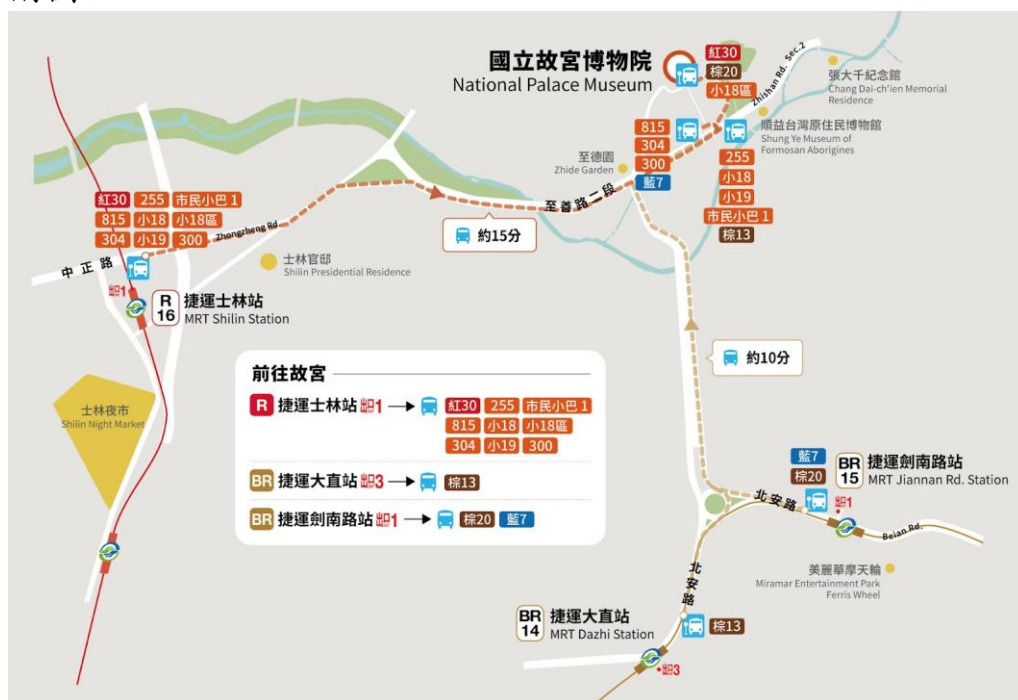 國立故宮博物院
National Palace Museum
紅30
棕20
小18區
Zhishan Rd. Sec.2
張大千紀念館
Chang Dai-ch'ien Memorial
Residence
815
304
300
藍7
順益台灣原住民博物館
Shung Ye Museum of
Formosan Aborigines
至德園
Zhide Garden
255
小18
小19
市民小巴 1
棕13
至善路二段
約15分
紅30 255 市民小巴 1
815 小18 小18區
304 小19 300
Zhongzheng Rd.
中正路
士林官邸
Shilin Presidential Residence
出口1
R
16
捷運士林站
MRT Shilin Station
約10分
士林夜市
Shilin Night Market
前往故宮
R 捷運士林站 出口1 → 紅30 255 市民小巴 1
815 小18 小18區
304 小19 300
BR 捷運大直站 出口3 → 棕13
BR 捷運劍南路站 出口1 → 棕20 藍7
藍7
棕20
BR
15
捷運劍南路站
MRT Jiannan Rd. Station
北安路
出口1
Beian Rd.
美麗華摩天輪
Miramar Entertainment Park
Ferris Wheel
北安路
BR
14
捷運大直站
MRT Dazhi Station
棕13
出口3